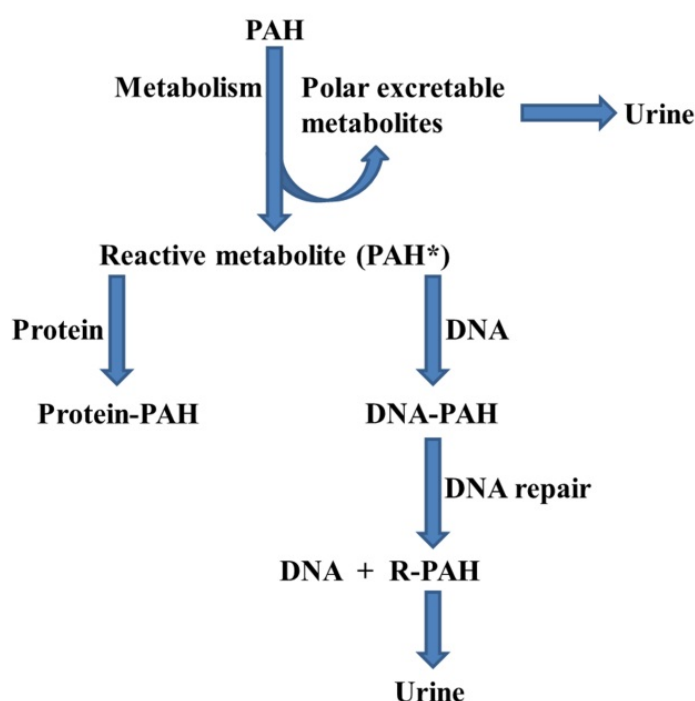 PAH
Metabolism
Polar excretable
metabolites
Urine
Reactive metabolite (PAH*)
Protein
DNA
Protein-PAH
DNA-PAH
DNA repair
DNA + R-PAH
Urine